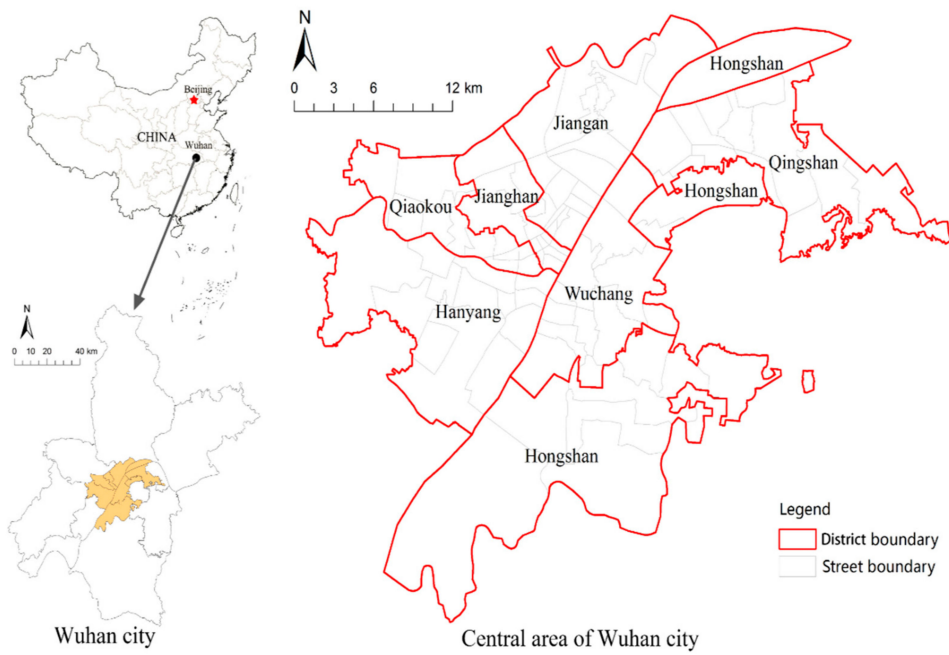 Beijing
CHINA
Wuhan
N
0 10 20 40 km
Wuhan city
N
0 3 6 12 km
Hongshan
Jiangan
Qingshan
Hongshan
Jianghan
Qiaokou
Wuchang
Hanyang
Hongshan
Legend
District boundary
Street boundary
Central area of Wuhan city